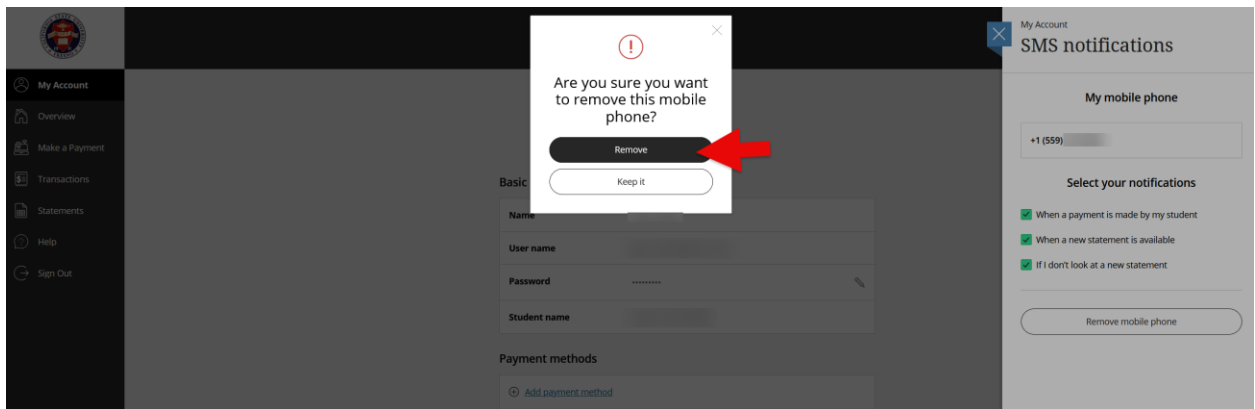 My Account
Overview
Make a Payment
Transactions
Statements
Help
Sign Out
Are you sure you want
to remove this mobile
phone?
Remove
Keep it
Basic
Name
User name
Password
·········
Student name
Payment methods
Add payment method
My Account
SMS notifications
My mobile phone
+1 (559)
Select your notifications
When a payment is made by my student
When a new statement is available
If I don't look at a new statement
Remove mobile phone